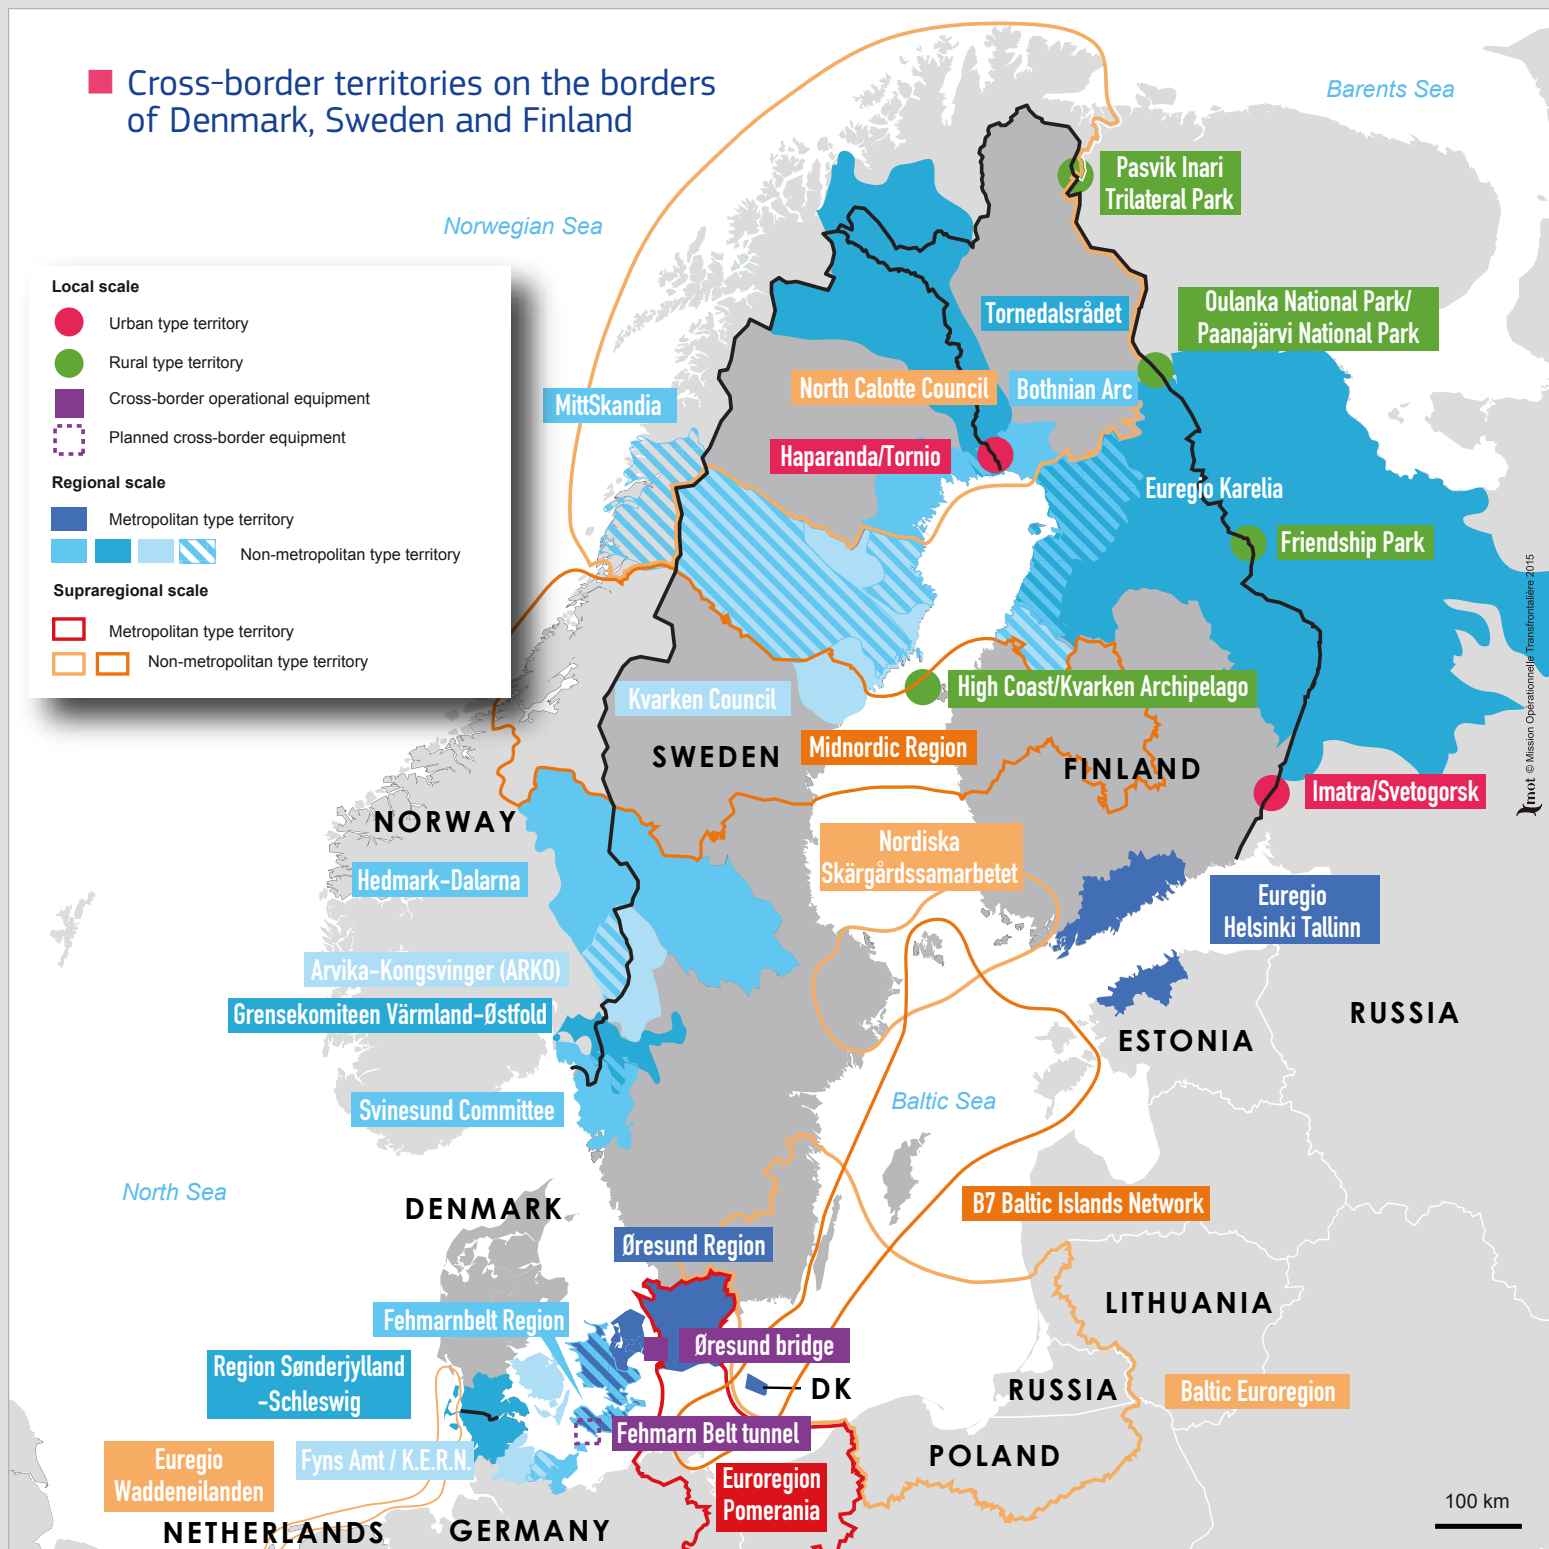 Cross-border territories on the borders
of Denmark, Sweden and Finland
Barents Sea
Norwegian Sea
Pasvik Inari
Trilateral Park
Local scale
Urban type territory
Rural type territory
Cross-border operational equipment
Planned cross-border equipment
Regional scale
Metropolitan type territory
Non-metropolitan type territory
Supraregional scale
Metropolitan type territory
Non-metropolitan type territory
Oulanka National Park/
Paanajärvi National Park
Tornedalsrådet
North Calotte Council
Bothnian Arc
MittSkandia
Haparanda/Tornio
Euregio Karelia
Friendship Park
Kvarken Council
High Coast/Kvarken Archipelago
SWEDEN
Midnordic Region
FINLAND
Imatra/Svetogorsk
NORWAY
Nordiska
Skärgårdssamarbetet
Hedmark-Dalarna
Euregio
Helsinki Tallinn
Arvika-Kongsvinger (ARKO)
Grensekomiteen Värmland-Østfold
RUSSIA
ESTONIA
Svinesund Committee
Baltic Sea
North Sea
DENMARK
B7 Baltic Islands Network
Øresund Region
LITHUANIA
Fehmarnbelt Region
Øresund bridge
Region Sønderjylland
-Schleswig
DK
RUSSIA
Baltic Euroregion
Fehmarn Belt tunnel
Euregio
Waddeneilanden
Fyns Amt / K.E.R.N.
POLAND
Euroregion
Pomerania
NETHERLANDS
GERMANY
100 km
mot © Mission Opérationnelle Transfrontalière 2015